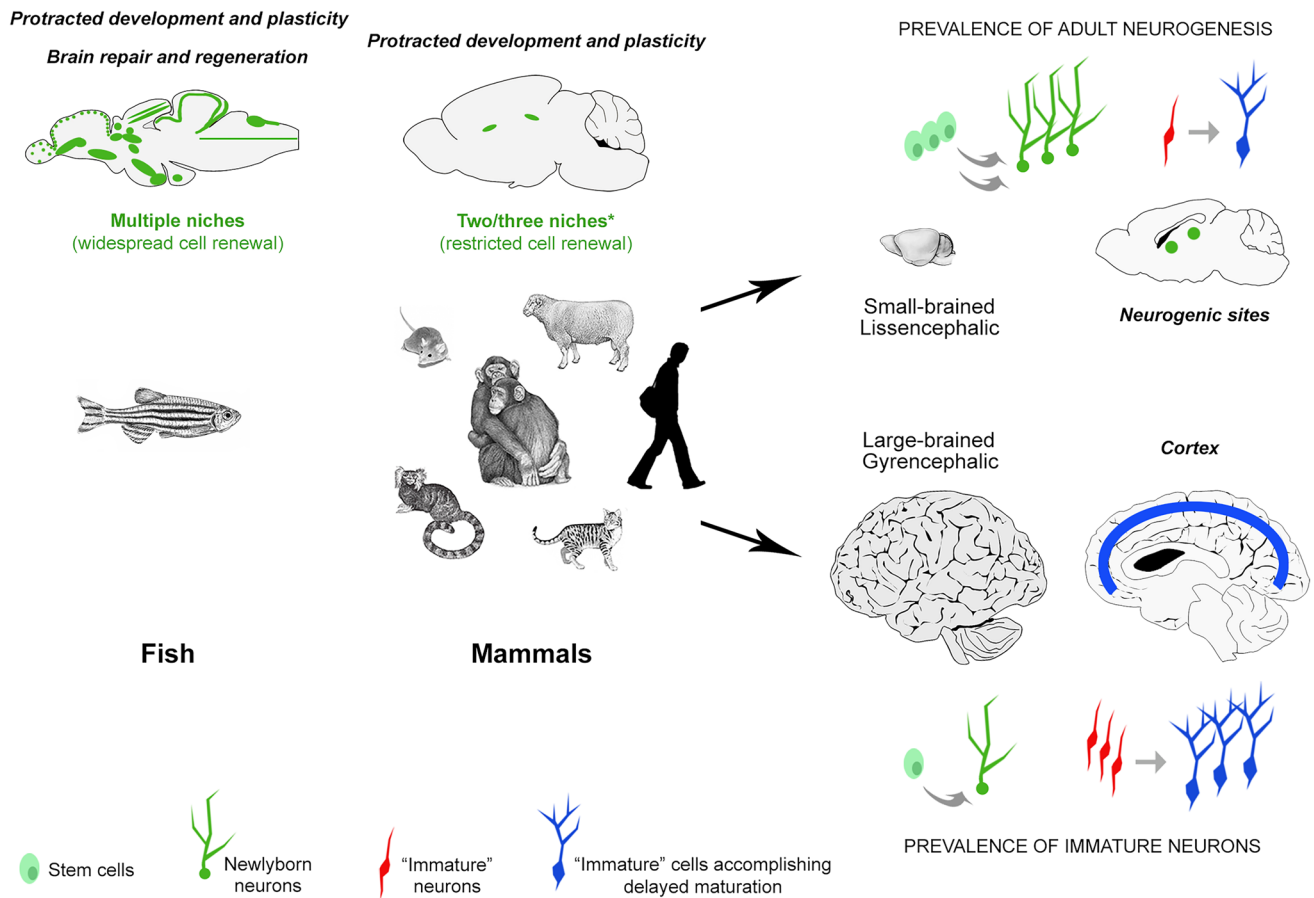 Protracted development and plasticity
Brain repair and regeneration
Multiple niches
(widespread cell renewal)
Fish
Protracted development and plasticity
Two/three niches*
(restricted cell renewal)
Mammals
PREVALENCE OF ADULT NEUROGENESIS
Small-brained
Lissencephalic
Neurogenic sites
Large-brained
Gyrencephalic
Cortex
PREVALENCE OF IMMATURE NEURONS
Stem cells
Newlyborn
neurons
“Immature”
neurons
“Immature” cells accomplishing
delayed maturation